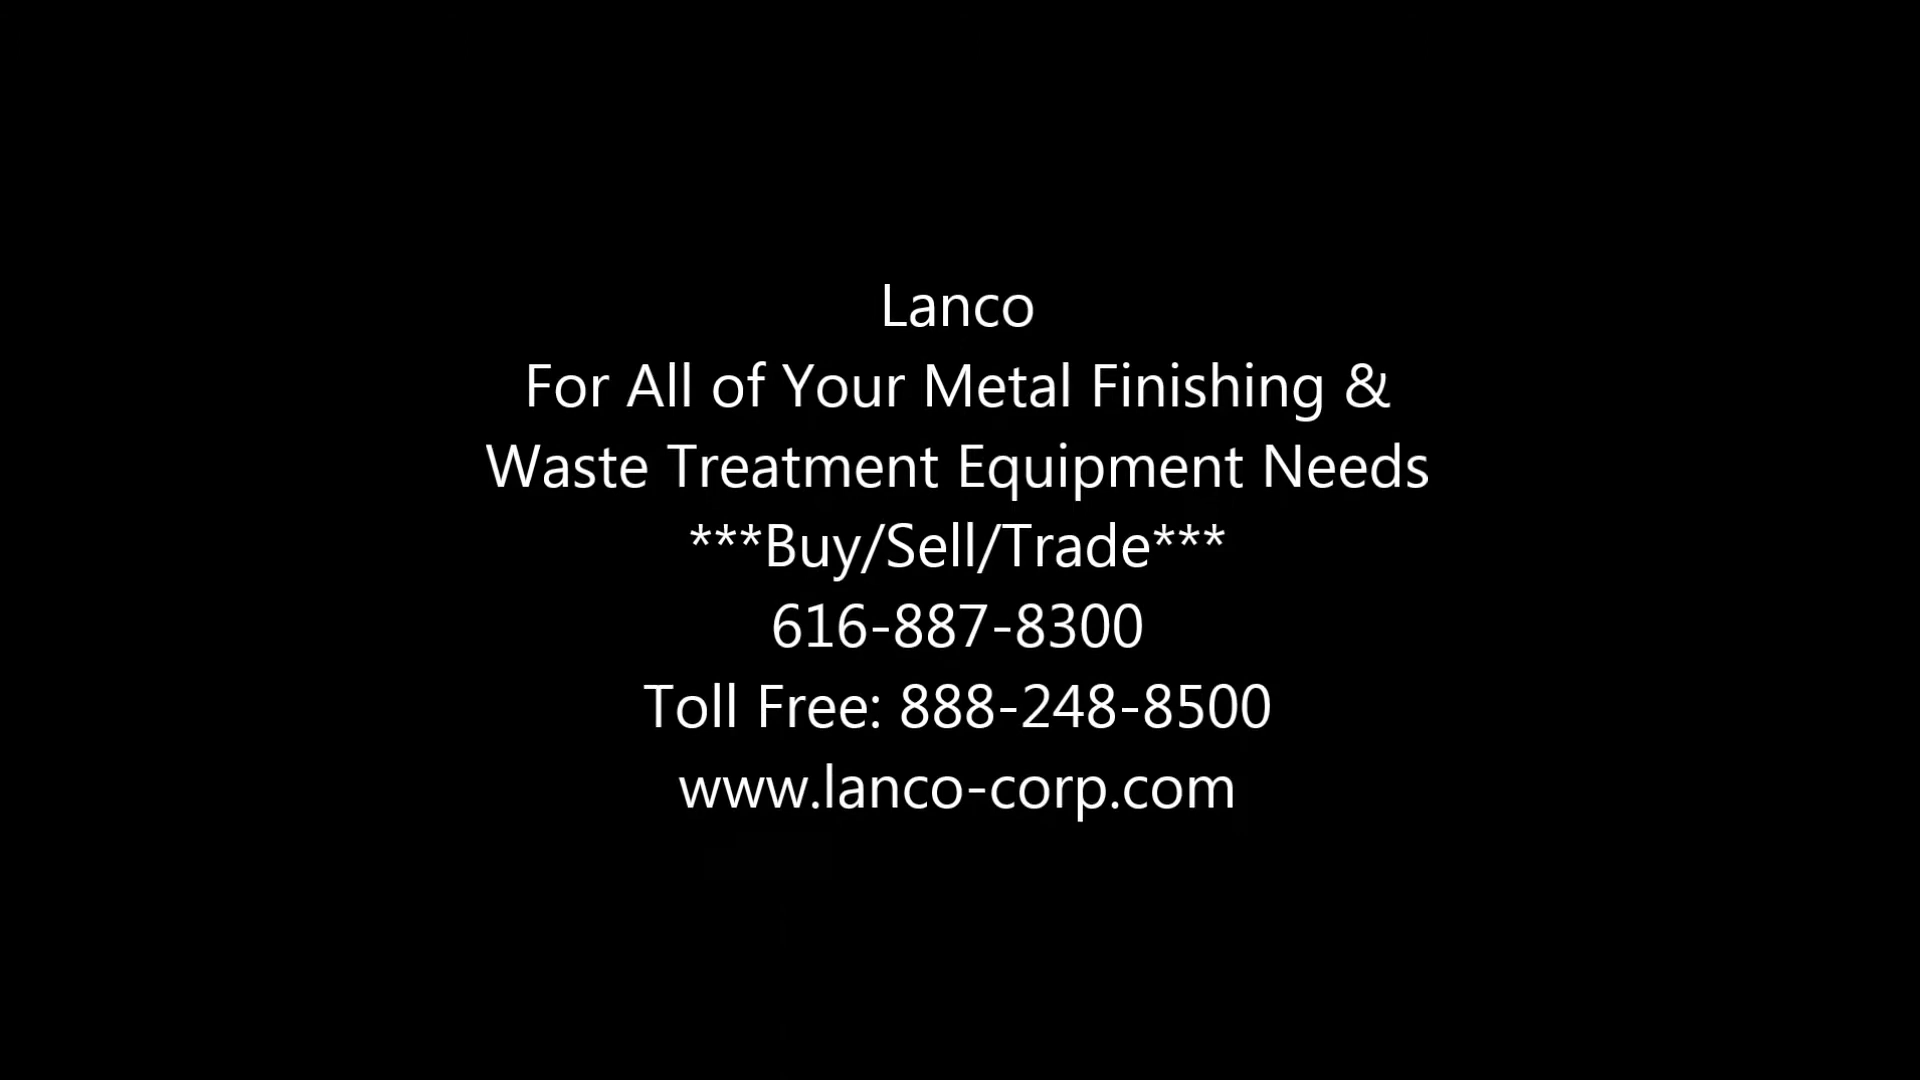 Lanco
For All of Your Metal Finishing &
Waste Treatment Equipment Needs
***Buy/Sell/Trade***
616-887-8300
Toll Free: 888-248-8500
www.lanco-corp.com